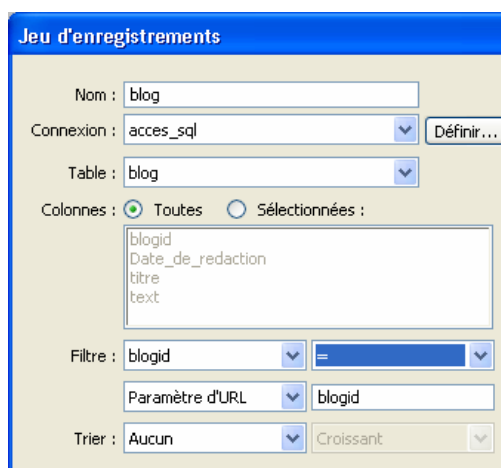 Jeu d'enregistrements
Nom : blog
Connexion : acces_sql Définir...
Table : blog
Colonnes : Toutes Sélectionnées :
blogid
Date_de_redaction
titre
text
Filtre : blogid =
Paramètre d'URL blogid
Trier : Aucun Croissant